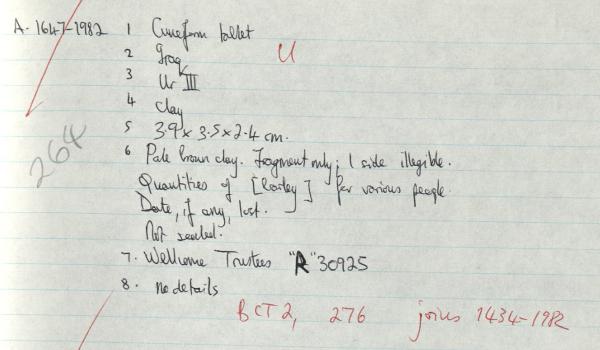 A. 1647-1982 1 Cuneiform tablet
U
2 Iraq
3 Ur III
4 Clay
5 3.9 x 3.5 x 2.4 cm.
6 Pale brown clay. Fragment only; 1 side illegible.
Quantities of [barley] for various people.
Date, if any, lost.
Not sealed.
264
7. Wellcome Trustees "R" 30925
8. no details
BCT 2, 276 joins 1434-1982